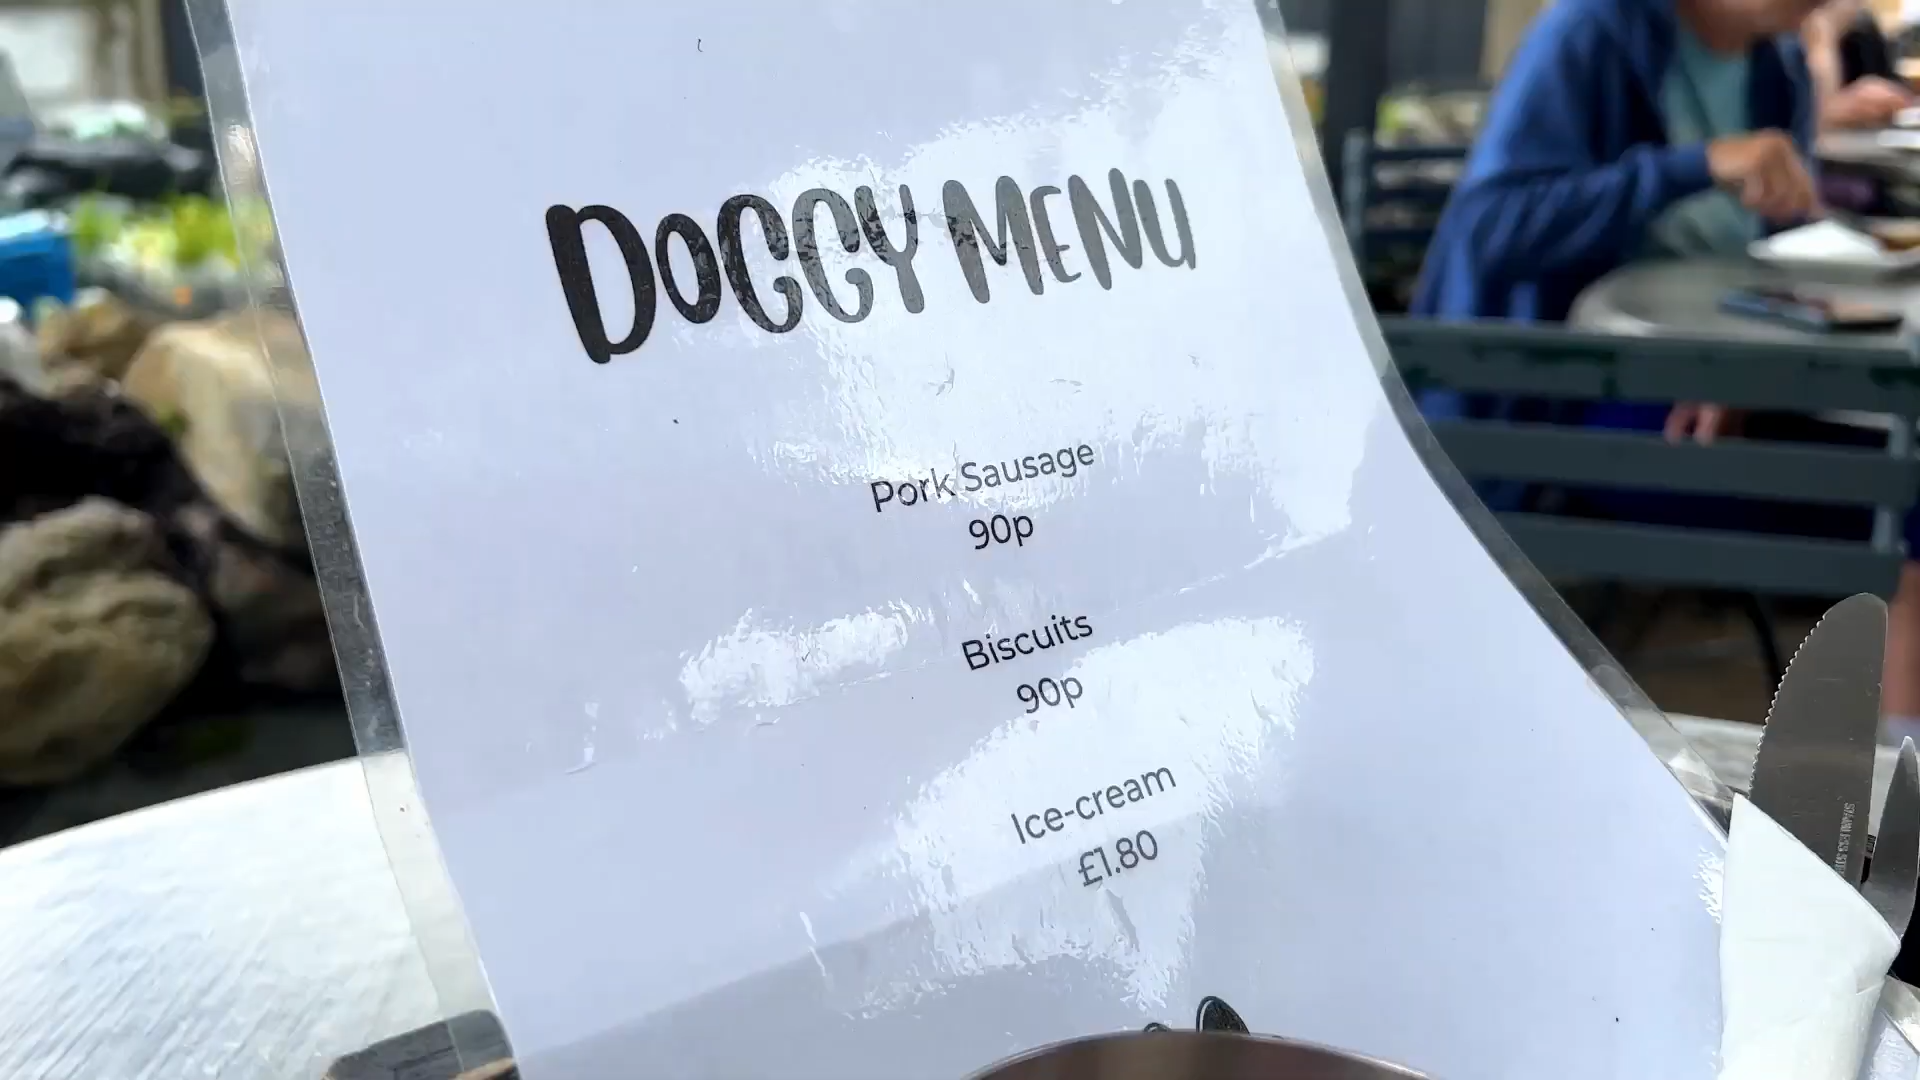 DOGGY MENU
Pork Sausage
90p
Biscuits
90p
Ice-cream
£1.80